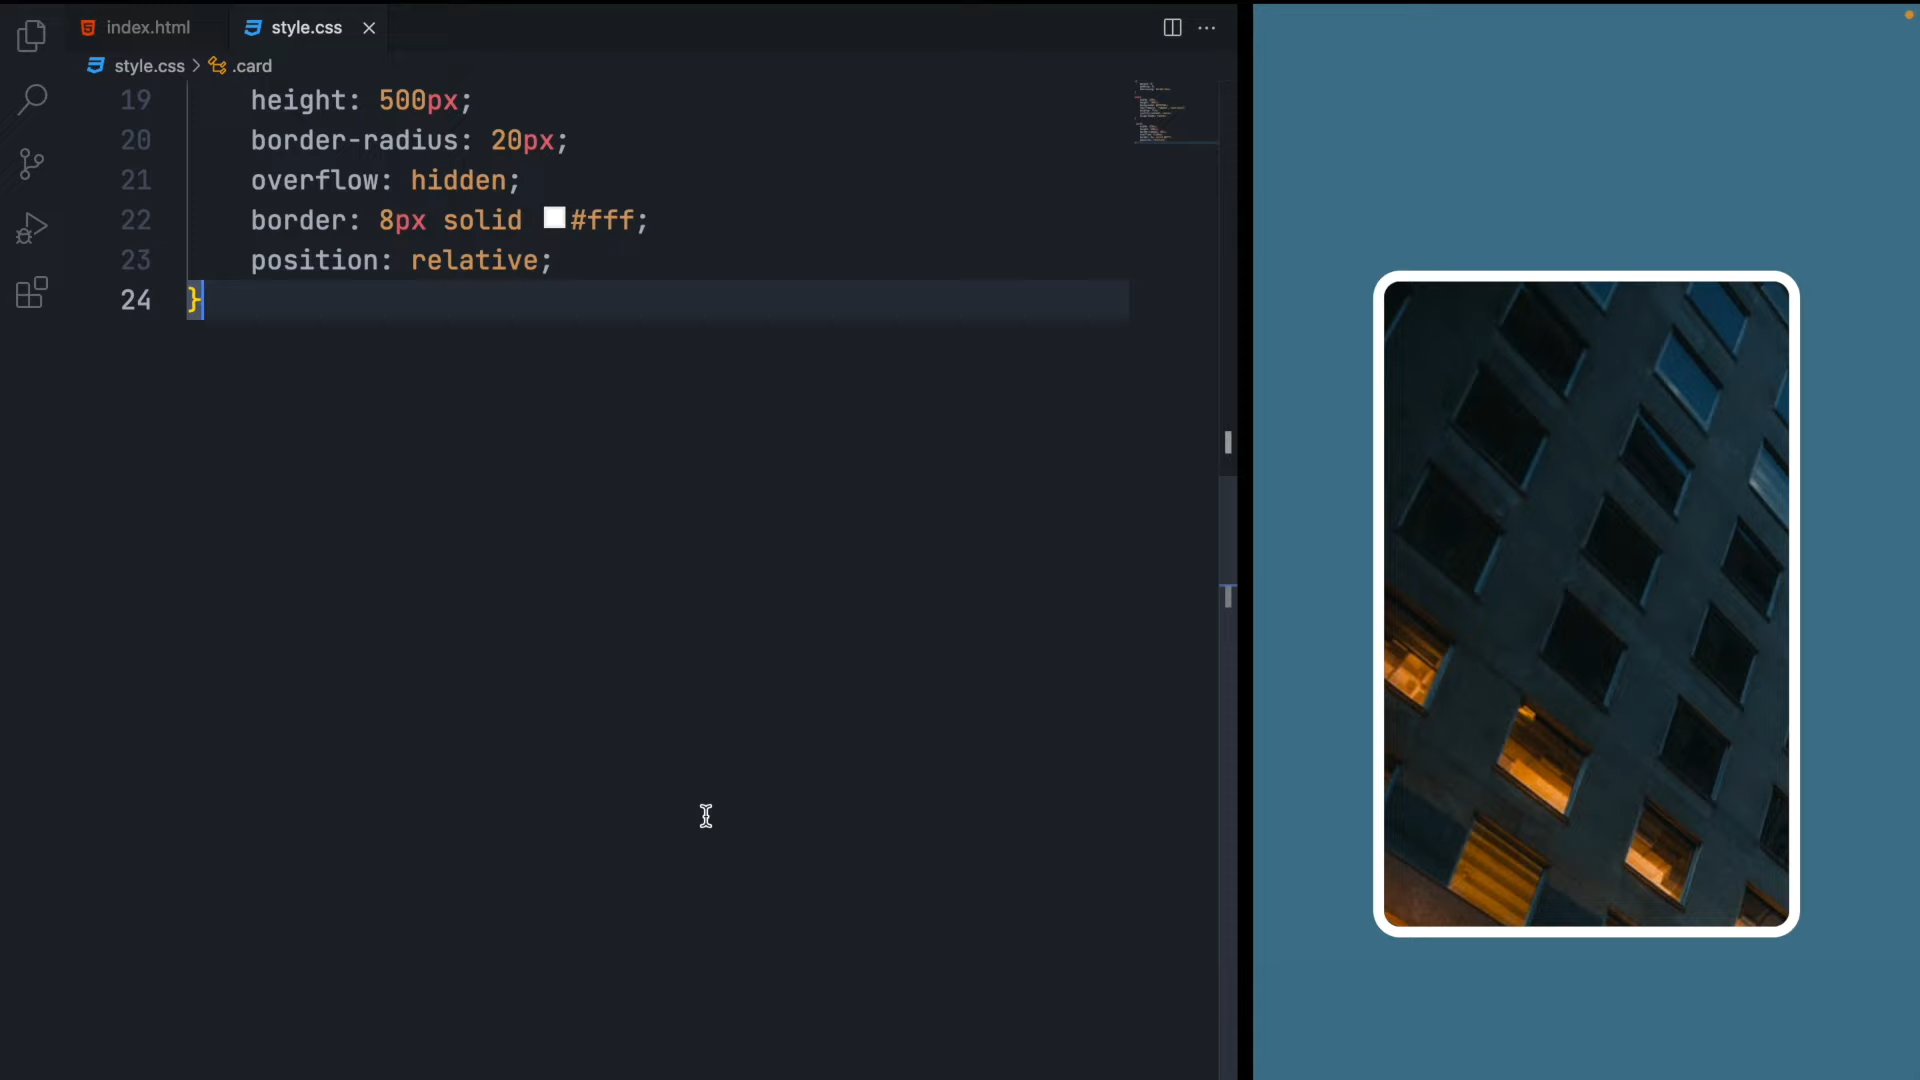 index.html
style.css
style.css > .card
19 height: 500px;
20 border-radius: 20px;
21 overflow: hidden;
22 border: 8px solid #fff;
23 position: relative;
24 }